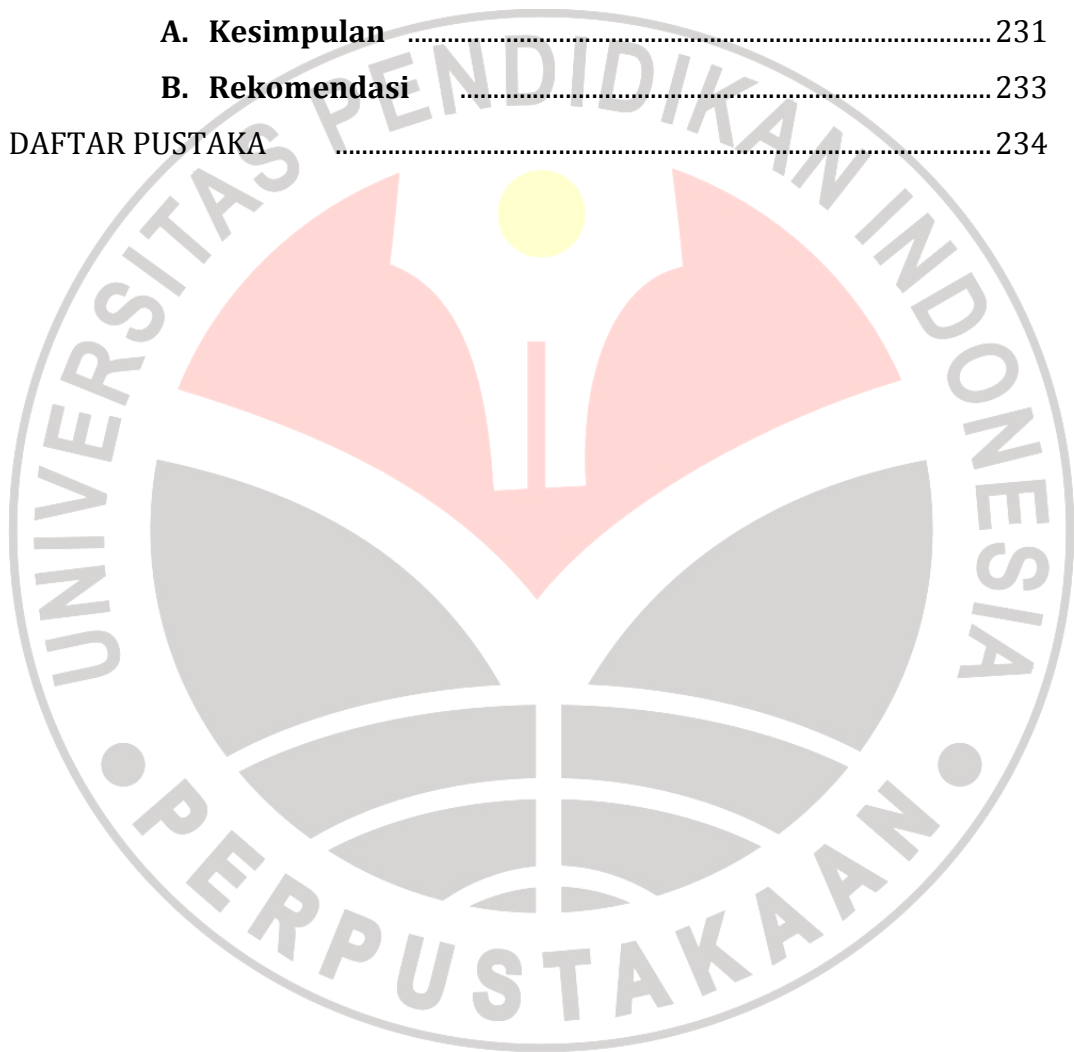 A. Kesimpulan ........................................................................................ 231
B. Rekomendasi ................................................................................ 233
DAFTAR PUSTAKA ................................................................................................... 234
UNIVERSITAS PENDIDIKAN INDONESIA
PERPUSTAKAAN